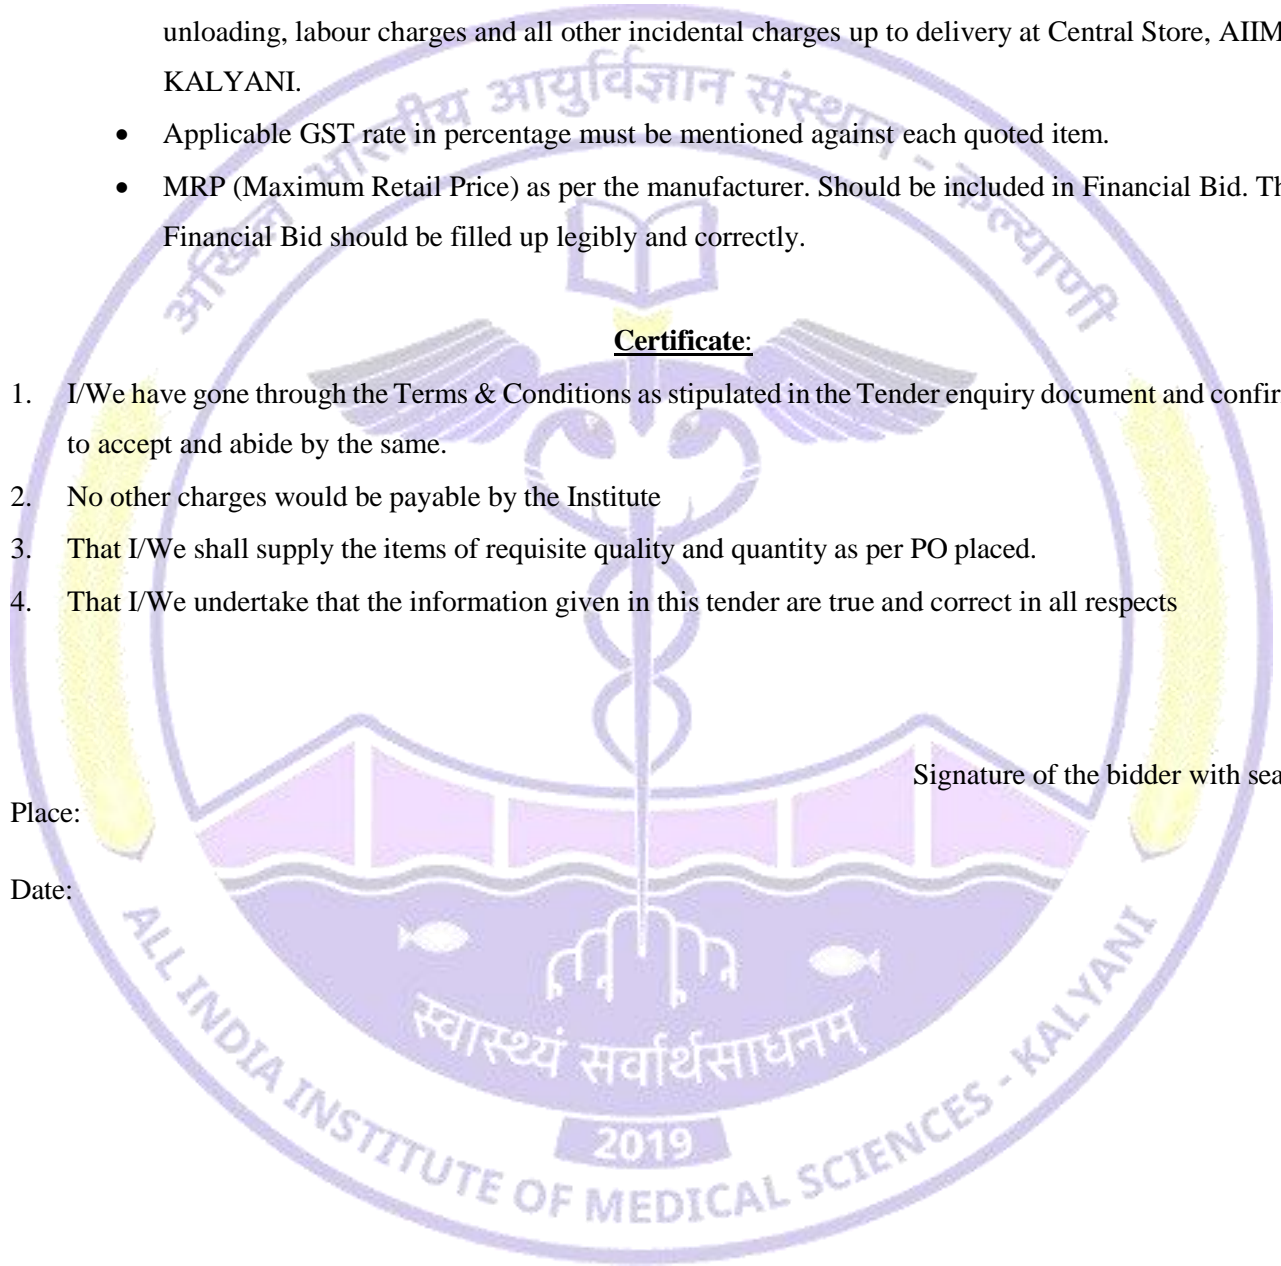 unloading, labour charges and all other incidental charges up to delivery at Central Store, AIIM
KALYANI.
• Applicable GST rate in percentage must be mentioned against each quoted item.
• MRP (Maximum Retail Price) as per the manufacturer. Should be included in Financial Bid. Th
Financial Bid should be filled up legibly and correctly.
Certificate:
1. I/We have gone through the Terms & Conditions as stipulated in the Tender enquiry document and confir
to accept and abide by the same.
2. No other charges would be payable by the Institute
3. That I/We shall supply the items of requisite quality and quantity as per PO placed.
4. That I/We undertake that the information given in this tender are true and correct in all respects
Signature of the bidder with sea
Place:
Date:
अखिल भारतीय आयुर्विज्ञान संस्थान - कल्याणी
स्वास्थ्यं सर्वार्थसाधनम्
2019
ALL INDIA INSTITUTE OF MEDICAL SCIENCES - KALYANI